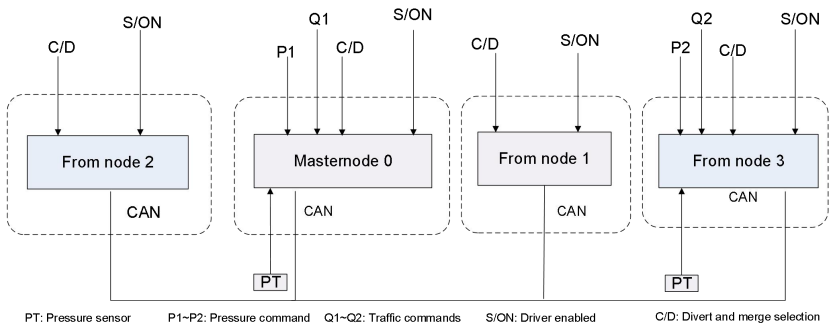 Q1
S/ON
Q2
S/ON
S/ON
C/D
P1
C/D
C/D
S/ON
P2
C/D
From node 2
Masternode 0
From node 1
From node 3
CAN
CAN
CAN
CAN
PT
PT
PT: Pressure sensor
P1~P2: Pressure command
Q1~Q2: Traffic commands
S/ON: Driver enabled
C/D: Divert and merge selection